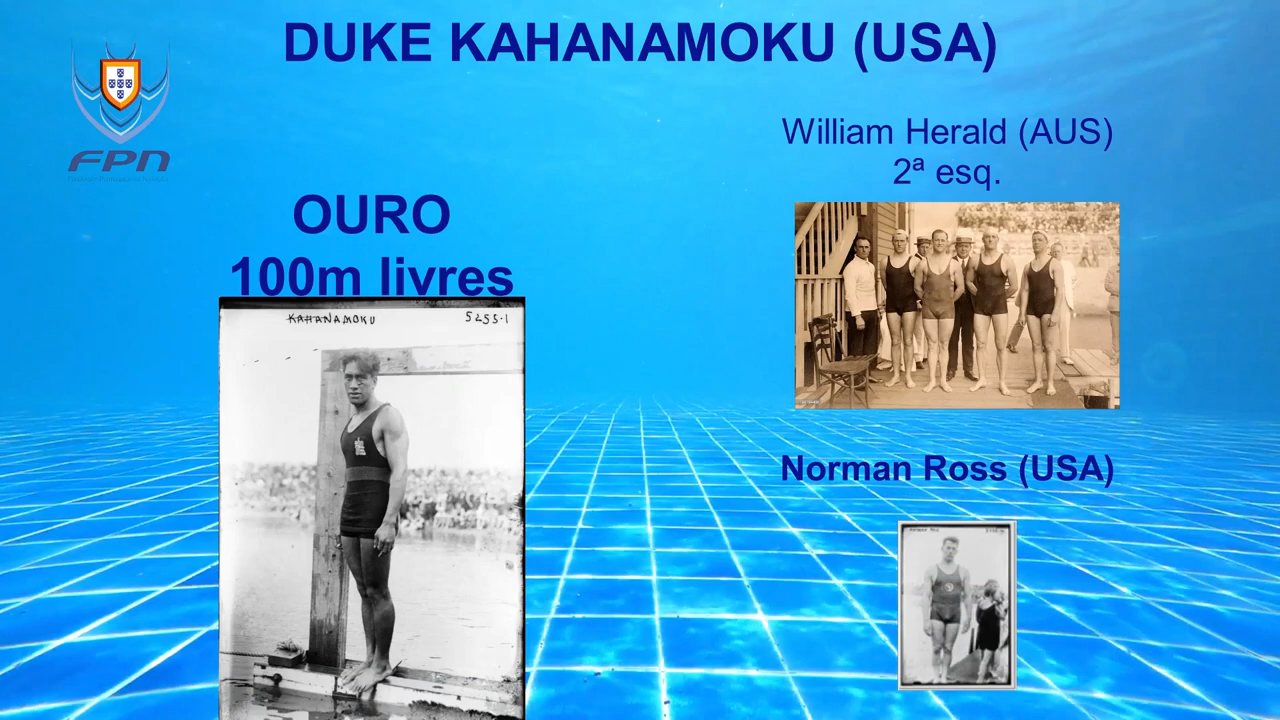 DUKE KAHANAMOKU (USA)
FPN
William Herald (AUS)
2ª esq.
OURO
100m livres
KAHANAMOKU 5255-1
Norman Ross (USA)